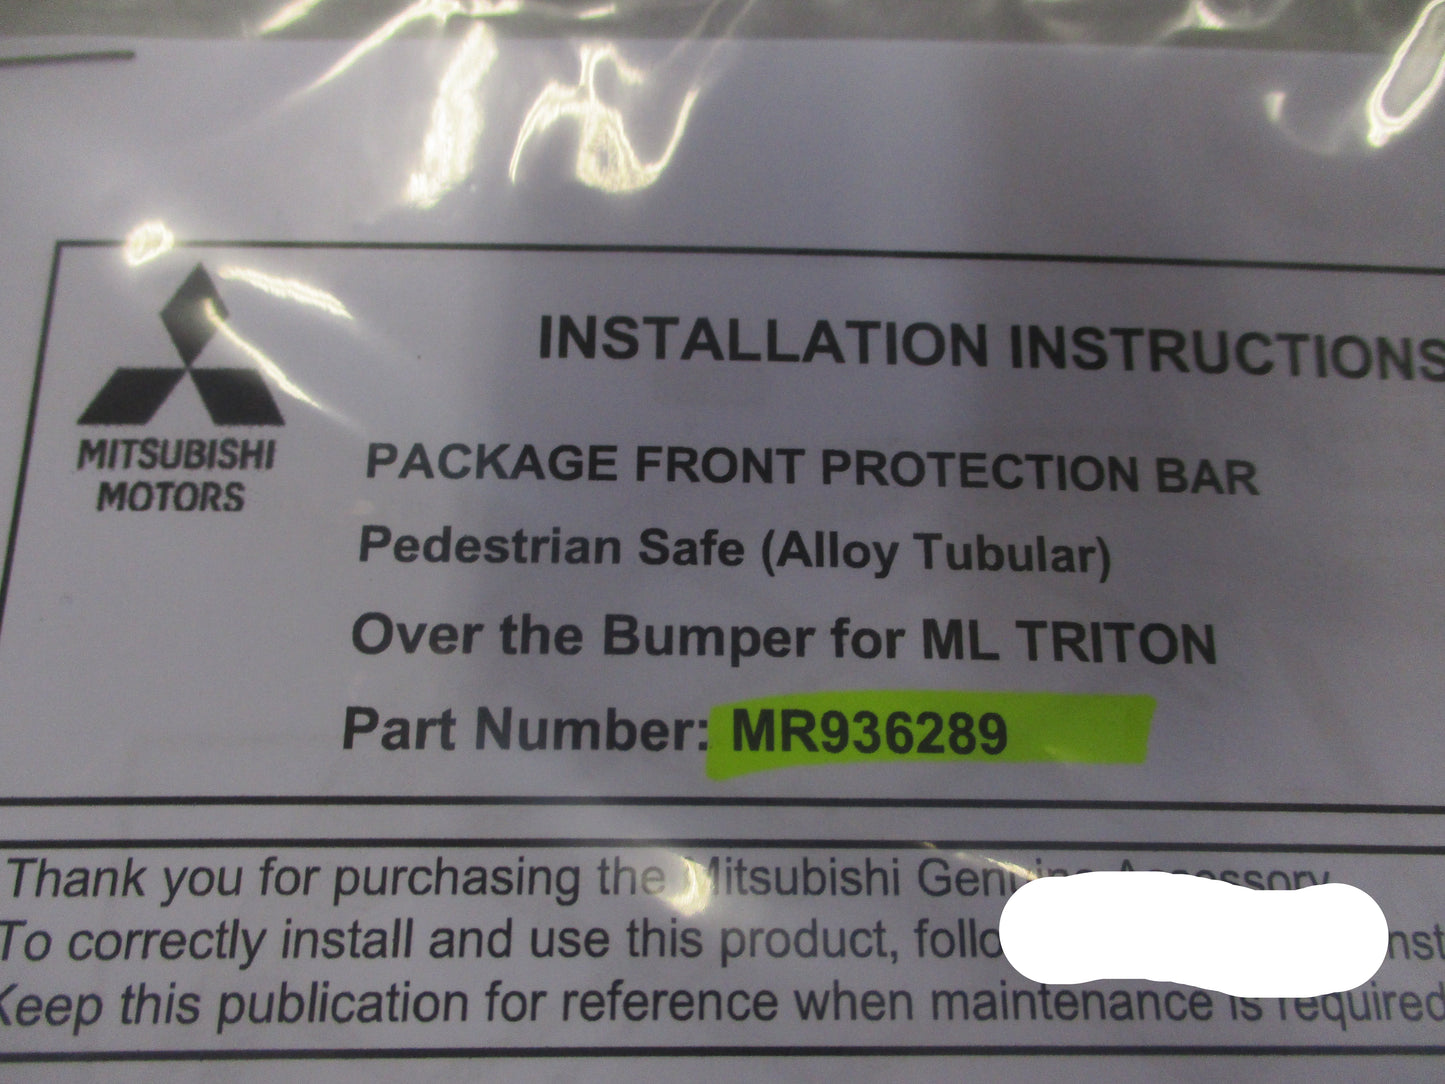 MITSUBISHI
MOTORS
INSTALLATION INSTRUCTIONS
PACKAGE FRONT PROTECTION BAR
Pedestrian Safe (Alloy Tubular)
Over the Bumper for ML TRITON
Part Number: MR936289
Thank you for purchasing the Mitsubishi Genuine Accessory
To correctly install and use this product, follo
Keep this publication for reference when maintenance is required